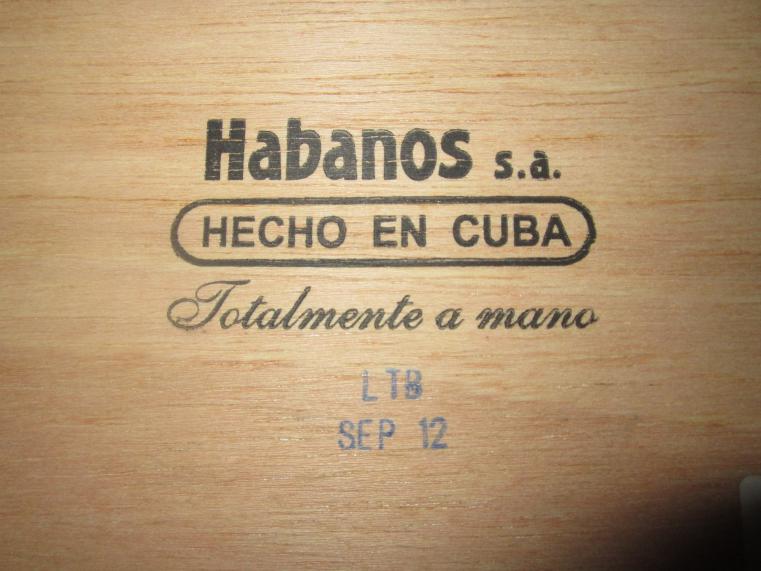 Habanos s.a.
HECHO EN CUBA
Totalmente a mano
LTB
SEP 12